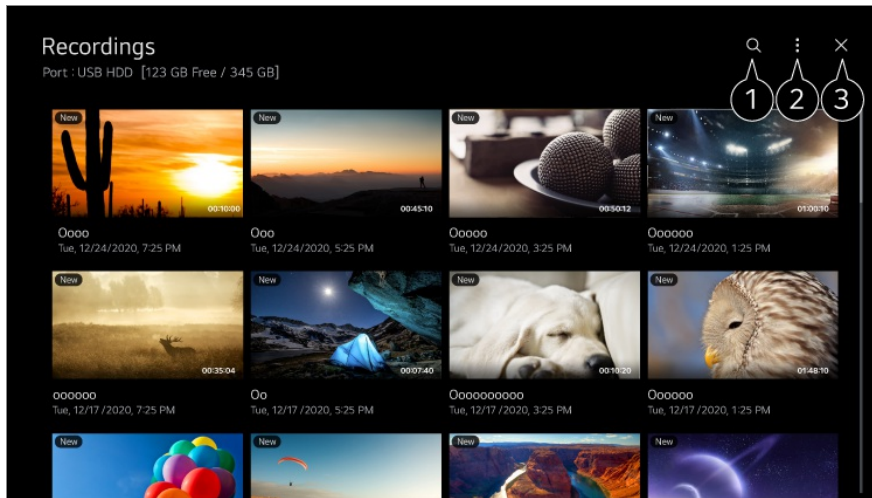 Recordings
Port : USB HDD [123 GB Free / 345 GB]
1 2 3
New New New New
00:10:00 00:45:10 00:50:12 01:00:10
Oooo Ooo Ooooo Oooooo
Tue, 12/24/2020, 7:25 PM Tue, 12/24/2020, 5:25 PM Tue, 12/24/2020, 3:25 PM Tue, 12/24/2020, 1:25 PM
New New New New
00:35:04 00:07:40 00:10:20 01:48:10
oooooo Oo Oooooooooo Oooooo
Tue, 12/17 /2020, 7:25 PM Tue, 12/17 /2020, 5:25 PM Tue, 12/17 /2020, 3:25 PM Tue, 12/17 /2020, 1:25 PM
New New New New